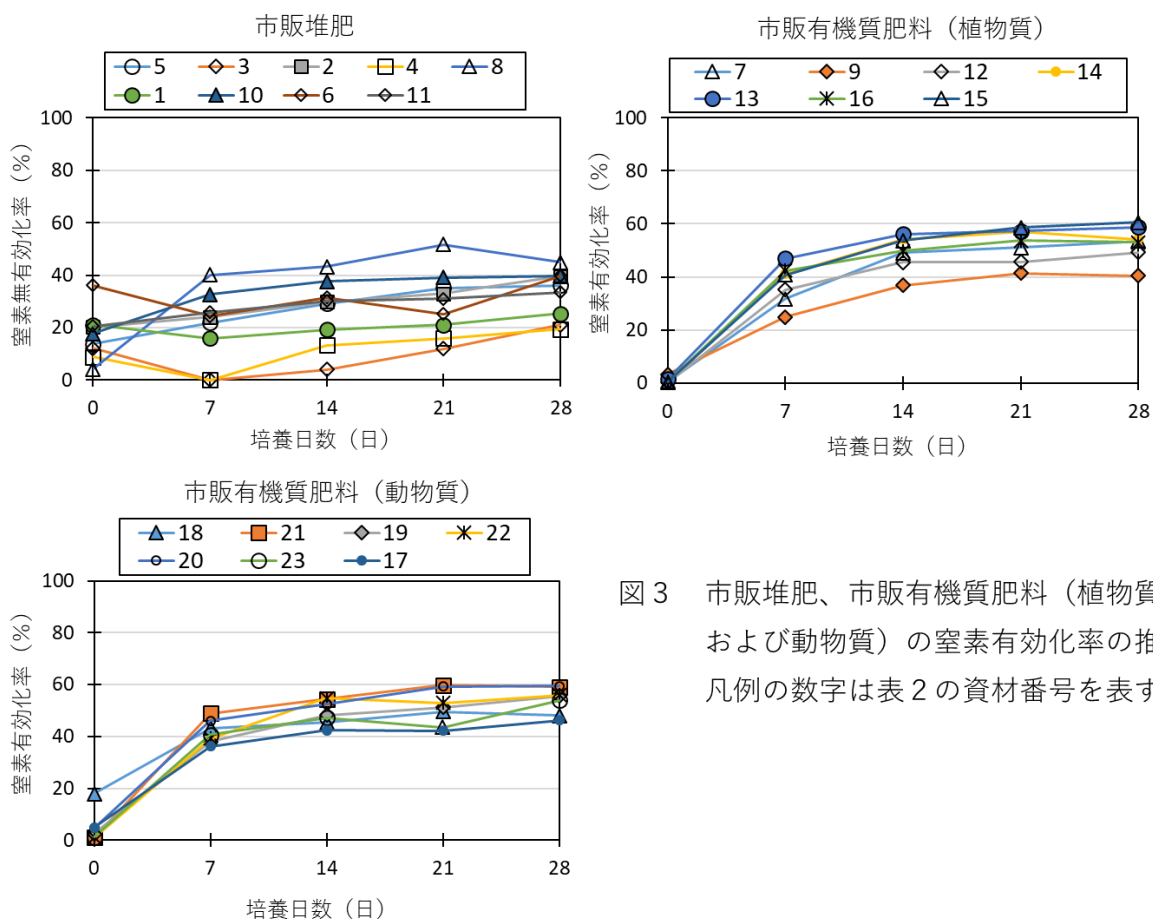 市販堆肥
5 3 2 4 8
1 10 6 11
窒素無有効化率（%）
100
80
60
40
20
0
0 7 14 21 28
培養日数（日）
市販有機質肥料（植物質）
7 9 12 14
13 16 15
窒素有効化率（%）
100
80
60
40
20
0
0 7 14 21 28
培養日数（日）
市販有機質肥料（動物質）
18 21 19 22
20 23 17
窒素有効化率（%）
100
80
60
40
20
0
0 7 14 21 28
培養日数（日）
図３ 市販堆肥、市販有機質肥料（植物質
および動物質）の窒素有効化率の推
凡例の数字は表２の資材番号を表す